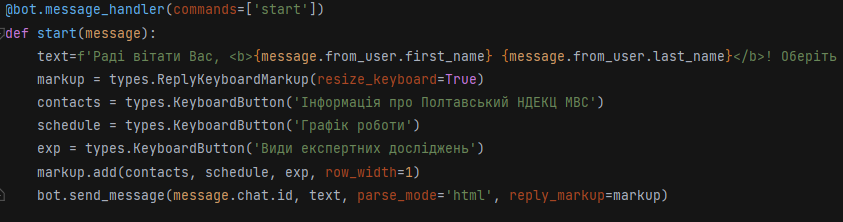 @bot.message_handler(commands=['start'])
def start(message):
text=f'Раді вітати Вас, <b>{message.from_user.first_name} {message.from_user.last_name}</b>! Оберіть
markup = types.ReplyKeyboardMarkup(resize_keyboard=True)
contacts = types.KeyboardButton('Інформація про Полтавський НДЕКЦ МВС')
schedule = types.KeyboardButton('Графік роботи')
exp = types.KeyboardButton('Види експертних досліджень')
markup.add(contacts, schedule, exp, row_width=1)
bot.send_message(message.chat.id, text, parse_mode='html', reply_markup=markup)